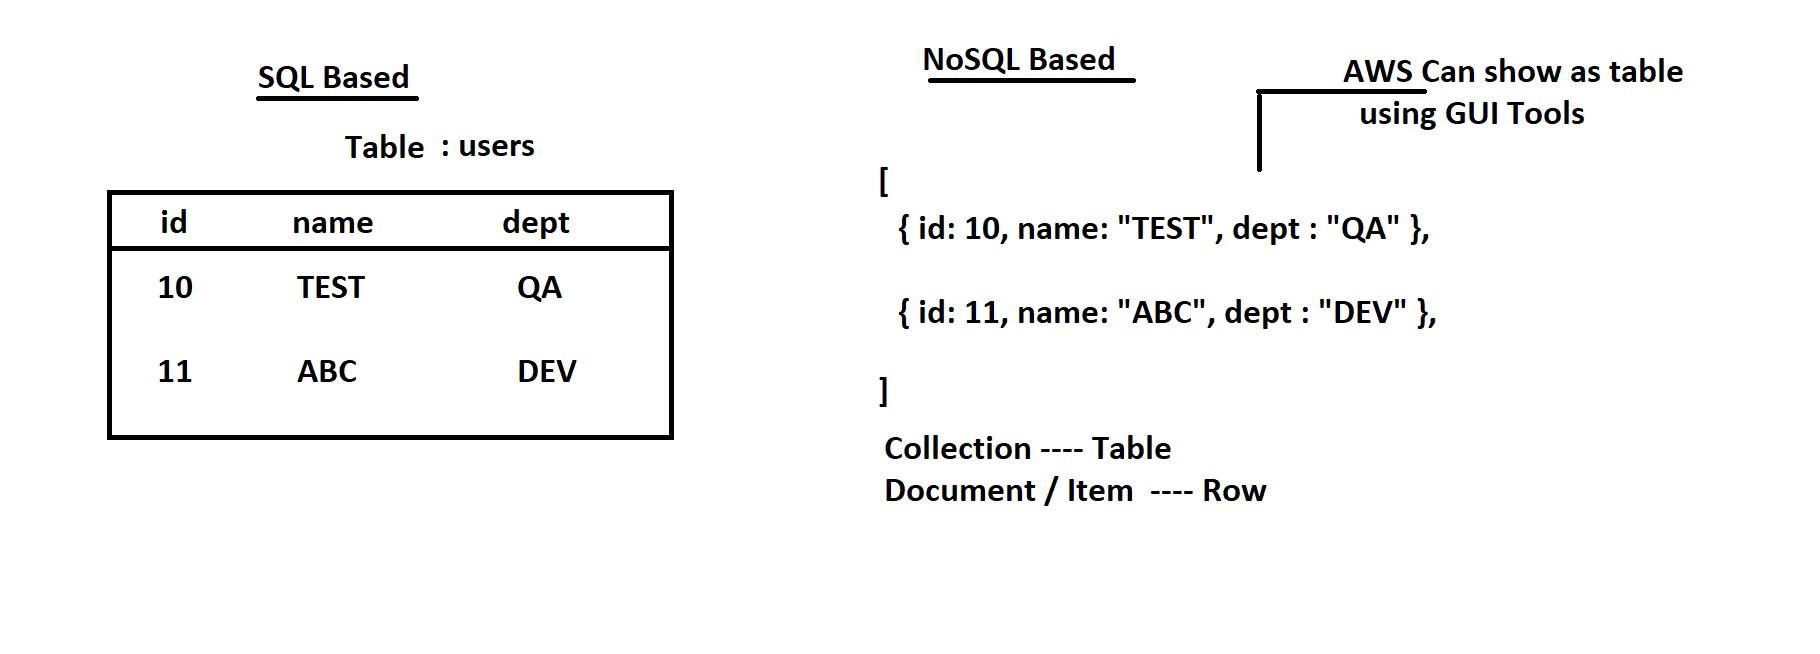 SQL Based
Table : users
id name dept
10 TEST QA
11 ABC DEV
NoSQL Based
AWS Can show as table
using GUI Tools
[
{ id: 10, name: "TEST", dept : "QA" },
{ id: 11, name: "ABC", dept : "DEV" },
]
Collection ---- Table
Document / Item ---- Row